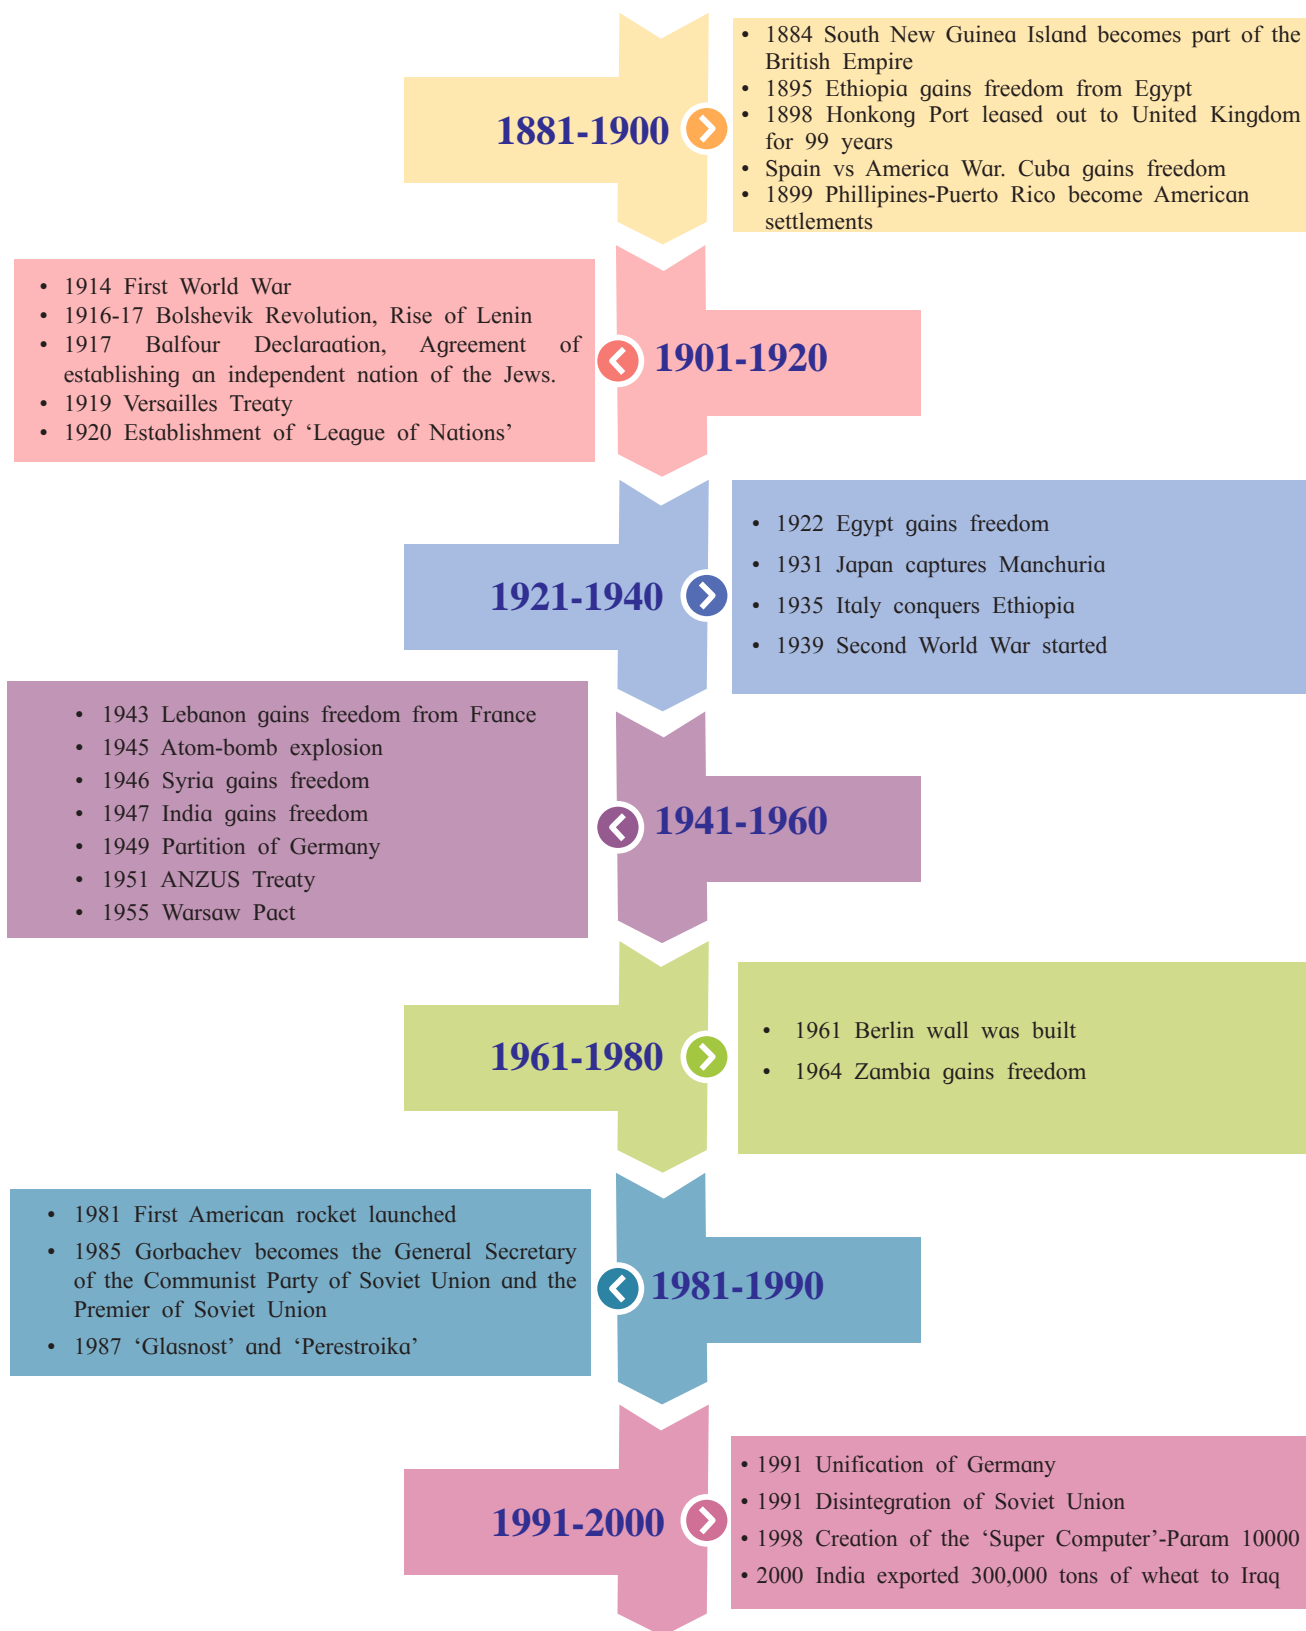 1881-1900
• 1884 South New Guinea Island becomes part of the
British Empire
• 1895 Ethiopia gains freedom from Egypt
• 1898 Honkong Port leased out to United Kingdom
for 99 years
• Spain vs America War. Cuba gains freedom
• 1899 Phillipines-Puerto Rico become American
settlements
1901-1920
• 1914 First World War
• 1916-17 Bolshevik Revolution, Rise of Lenin
• 1917 Balfour Declaraation, Agreement of
establishing an independent nation of the Jews.
• 1919 Versailles Treaty
• 1920 Establishment of ‘League of Nations’
1921-1940
• 1922 Egypt gains freedom
• 1931 Japan captures Manchuria
• 1935 Italy conquers Ethiopia
• 1939 Second World War started
1941-1960
• 1943 Lebanon gains freedom from France
• 1945 Atom-bomb explosion
• 1946 Syria gains freedom
• 1947 India gains freedom
• 1949 Partition of Germany
• 1951 ANZUS Treaty
• 1955 Warsaw Pact
1961-1980
• 1961 Berlin wall was built
• 1964 Zambia gains freedom
1981-1990
• 1981 First American rocket launched
• 1985 Gorbachev becomes the General Secretary
of the Communist Party of Soviet Union and the
Premier of Soviet Union
• 1987 ‘Glasnost’ and ‘Perestroika’
1991-2000
• 1991 Unification of Germany
• 1991 Disintegration of Soviet Union
• 1998 Creation of the ‘Super Computer’-Param 10000
• 2000 India exported 300,000 tons of wheat to Iraq